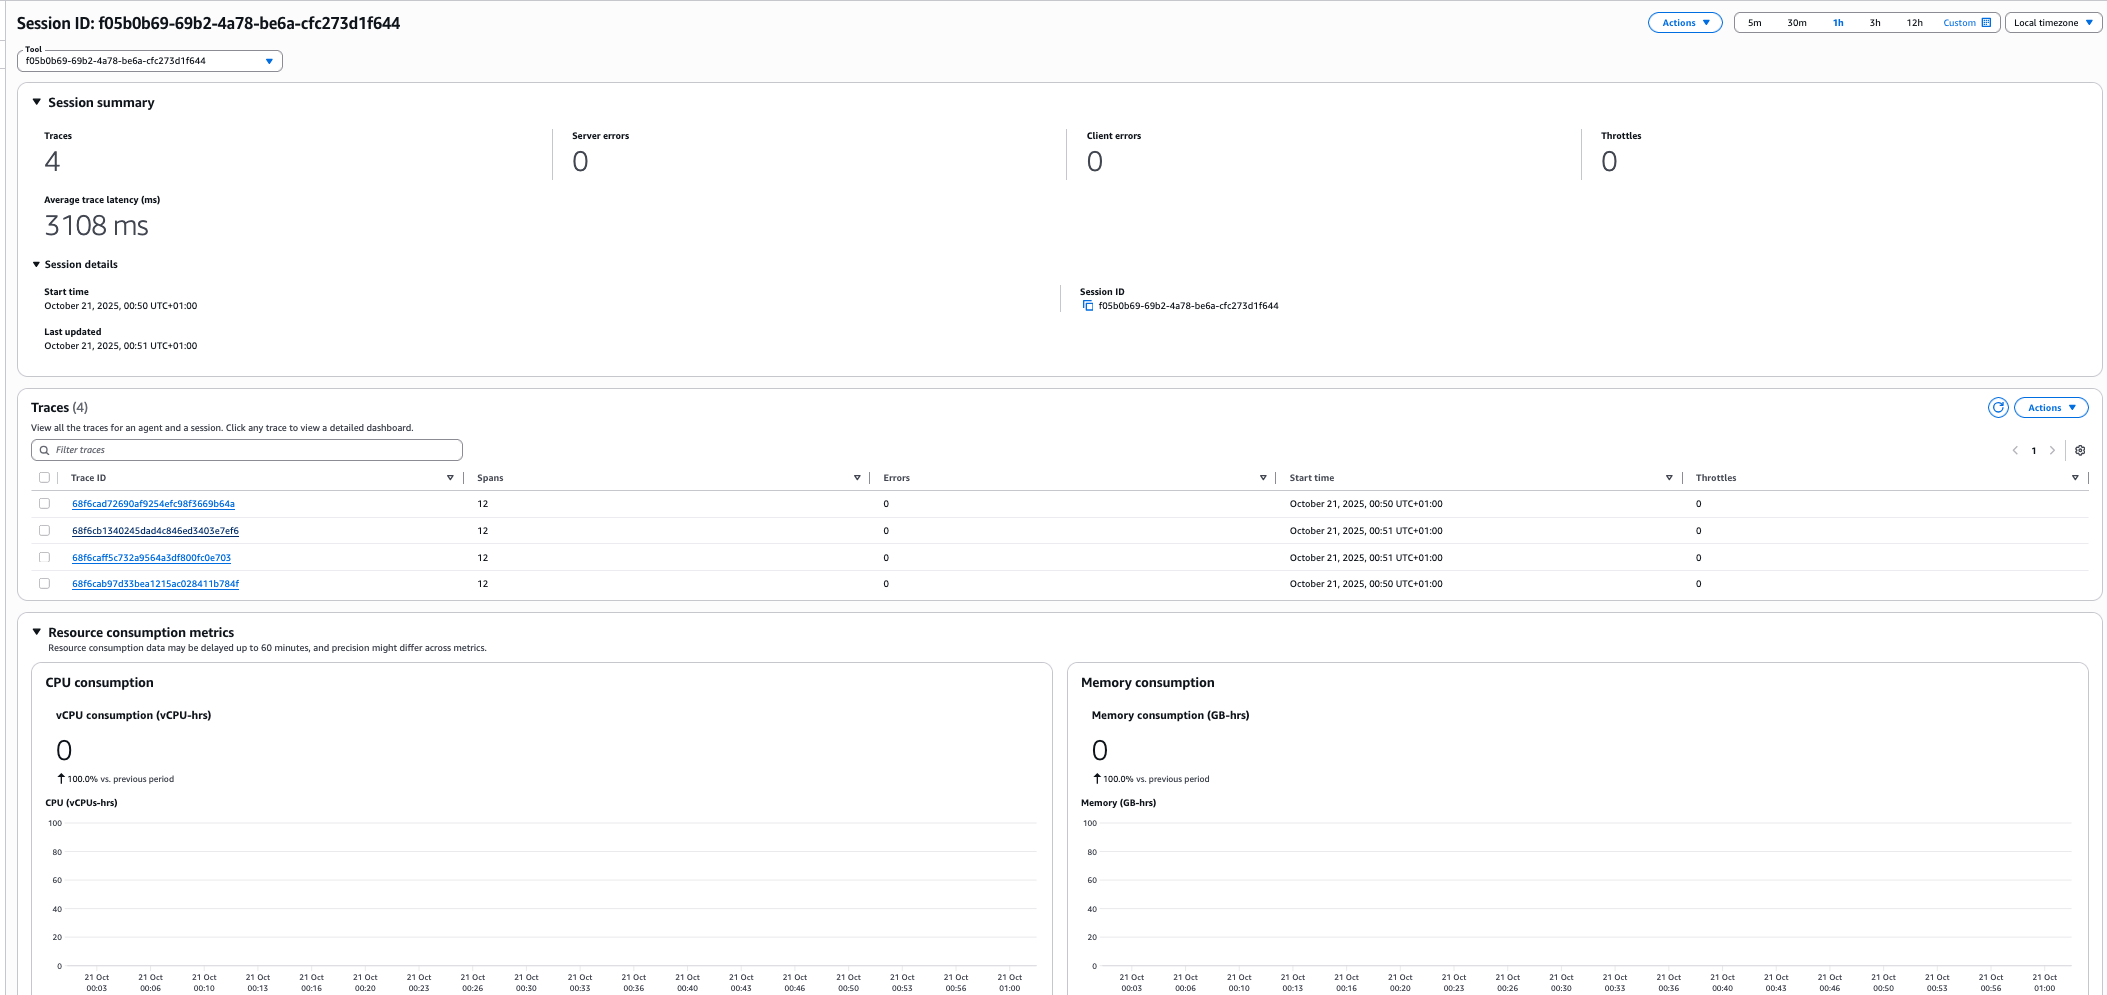 Session ID: f05b0b69-69b2-4a78-be6a-cfc273d1f644
Actions
5m 30m 1h 3h 12h Custom
Local timezone
Tool
f05b0b69-69b2-4a78-be6a-cfc273d1f644
Session summary
Traces Server errors Client errors Throttles
4 0 0 0
Average trace latency (ms)
3108 ms
Session details
Start time Session ID
October 21, 2025, 00:50 UTC+01:00 f05b0b69-69b2-4a78-be6a-cfc273d1f644
Last updated
October 21, 2025, 00:51 UTC+01:00
Traces (4)
Actions
View all the traces for an agent and a session. Click any trace to view a detailed dashboard.
Filter traces
1
Trace ID Spans Errors Start time Throttles
68f6cad72690af9254efc98f3669b64a 12 0 October 21, 2025, 00:50 UTC+01:00 0
68f6cb1340245dad4c846ed3403e7ef6 12 0 October 21, 2025, 00:51 UTC+01:00 0
68f6caff5c732a9564a3df800fc0e703 12 0 October 21, 2025, 00:51 UTC+01:00 0
68f6cab97d33bea1215ac028411b784f 12 0 October 21, 2025, 00:50 UTC+01:00 0
Resource consumption metrics
Resource consumption data may be delayed up to 60 minutes, and precision might differ across metrics.
CPU consumption
vCPU consumption (vCPU-hrs)
0
100.0% vs. previous period
CPU (vCPUs-hrs)
100
80
60
40
20
0
21 Oct 21 Oct 21 Oct 21 Oct 21 Oct 21 Oct 21 Oct 21 Oct 21 Oct 21 Oct 21 Oct 21 Oct 21 Oct 21 Oct 21 Oct 21 Oct 21 Oct 21 Oct
00:03 00:06 00:10 00:13 00:16 00:20 00:23 00:26 00:30 00:33 00:36 00:40 00:43 00:46 00:50 00:53 00:56 01:00
Memory consumption
Memory consumption (GB-hrs)
0
100.0% vs. previous period
Memory (GB-hrs)
100
80
60
40
20
0
21 Oct 21 Oct 21 Oct 21 Oct 21 Oct 21 Oct 21 Oct 21 Oct 21 Oct 21 Oct 21 Oct 21 Oct 21 Oct 21 Oct 21 Oct 21 Oct 21 Oct 21 Oct
00:03 00:06 00:10 00:13 00:16 00:20 00:23 00:26 00:30 00:33 00:36 00:40 00:43 00:46 00:50 00:53 00:56 01:00